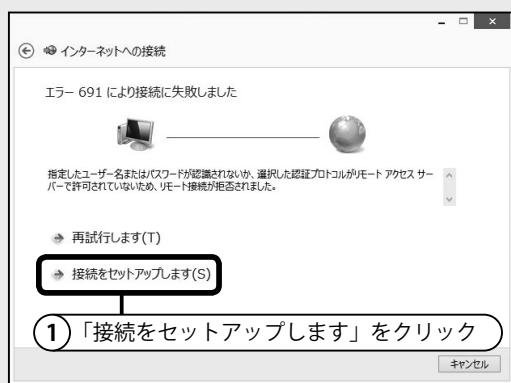 インターネットへの接続
エラー 691 により接続に失敗しました
指定したユーザー名またはパスワードが認識されないか、選択した認証プロトコルがリモート アクセス サー
バーで許可されていないため、リモート接続が拒否されました。
再試行します(T)
接続をセットアップします(S)
1 「接続をセットアップします」をクリック
キャンセル